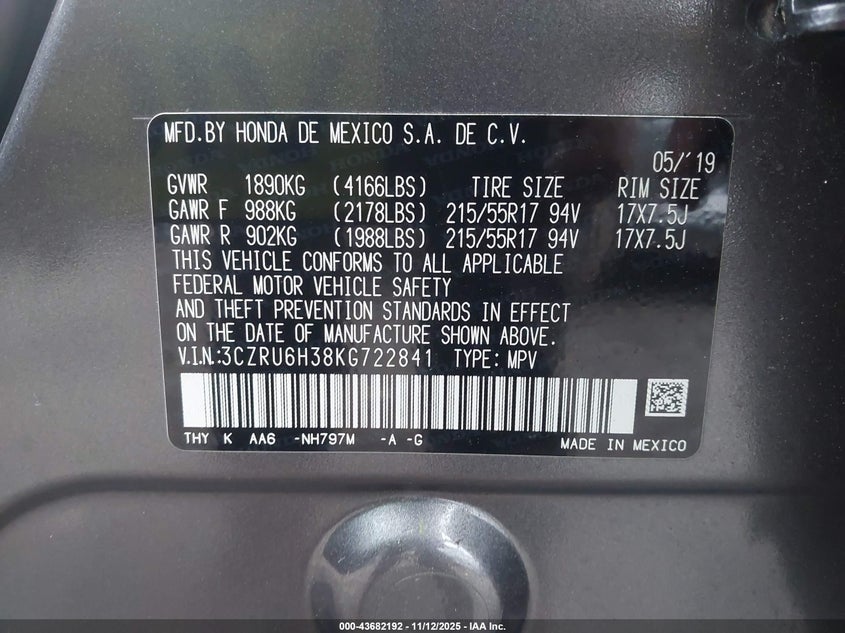 MFD.BY HONDA DE MEXICO S.A. DE C.V.
05/'19
GVWR 1890KG (4166LBS) TIRE SIZE RIM SIZE
GAWR F 988KG (2178LBS) 215/55R17 94V 17X7.5J
GAWR R 902KG (1988LBS) 215/55R17 94V 17X7.5J
THIS VEHICLE CONFORMS TO ALL APPLICABLE
FEDERAL MOTOR VEHICLE SAFETY
AND THEFT PREVENTION STANDARDS IN EFFECT
ON THE DATE OF MANUFACTURE SHOWN ABOVE.
V.I.N.:3CZRU6H38KG722841 TYPE: MPV
THY K AA6 -NH797M -A -G MADE IN MEXICO
000-43682192 - 11/12/2025 - IAA Inc.